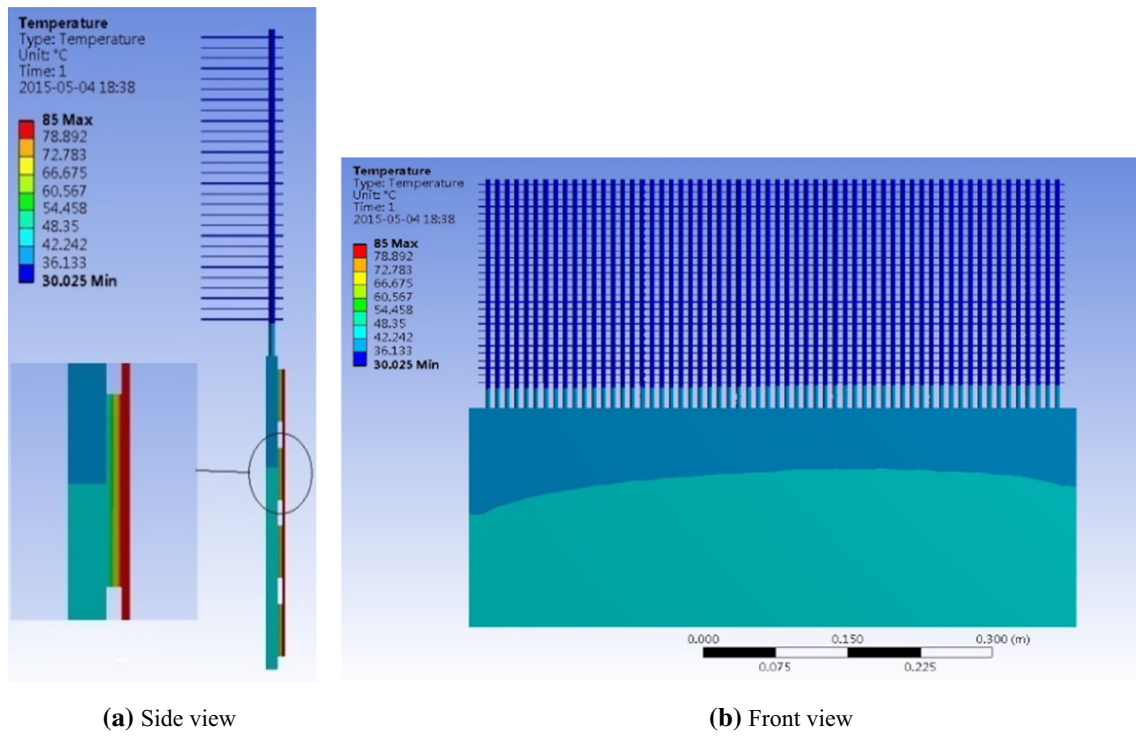 Temperature
Type: Temperature
Unit: °C
Time: 1
2015-05-04 18:38
85 Max
78.892
72.783
66.675
60.567
54.458
48.35
42.242
36.133
30.025 Min
(a) Side view
Temperature
Type: Temperature
Unit: °C
Time: 1
2015-05-04 18:38
85 Max
78.892
72.783
66.675
60.567
54.458
48.35
42.242
36.133
30.025 Min
0.000 0.150 0.300 (m)
0.075 0.225
(b) Front view